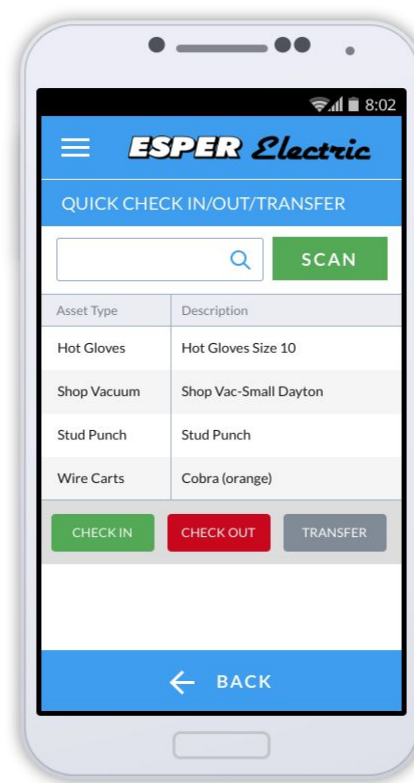 8:02
ESPER Electric
QUICK CHECK IN/OUT/TRANSFER
SCAN
Asset Type Description
Hot Gloves Hot Gloves Size 10
Shop Vacuum Shop Vac-Small Dayton
Stud Punch Stud Punch
Wire Carts Cobra (orange)
CHECK IN CHECK OUT TRANSFER
BACK